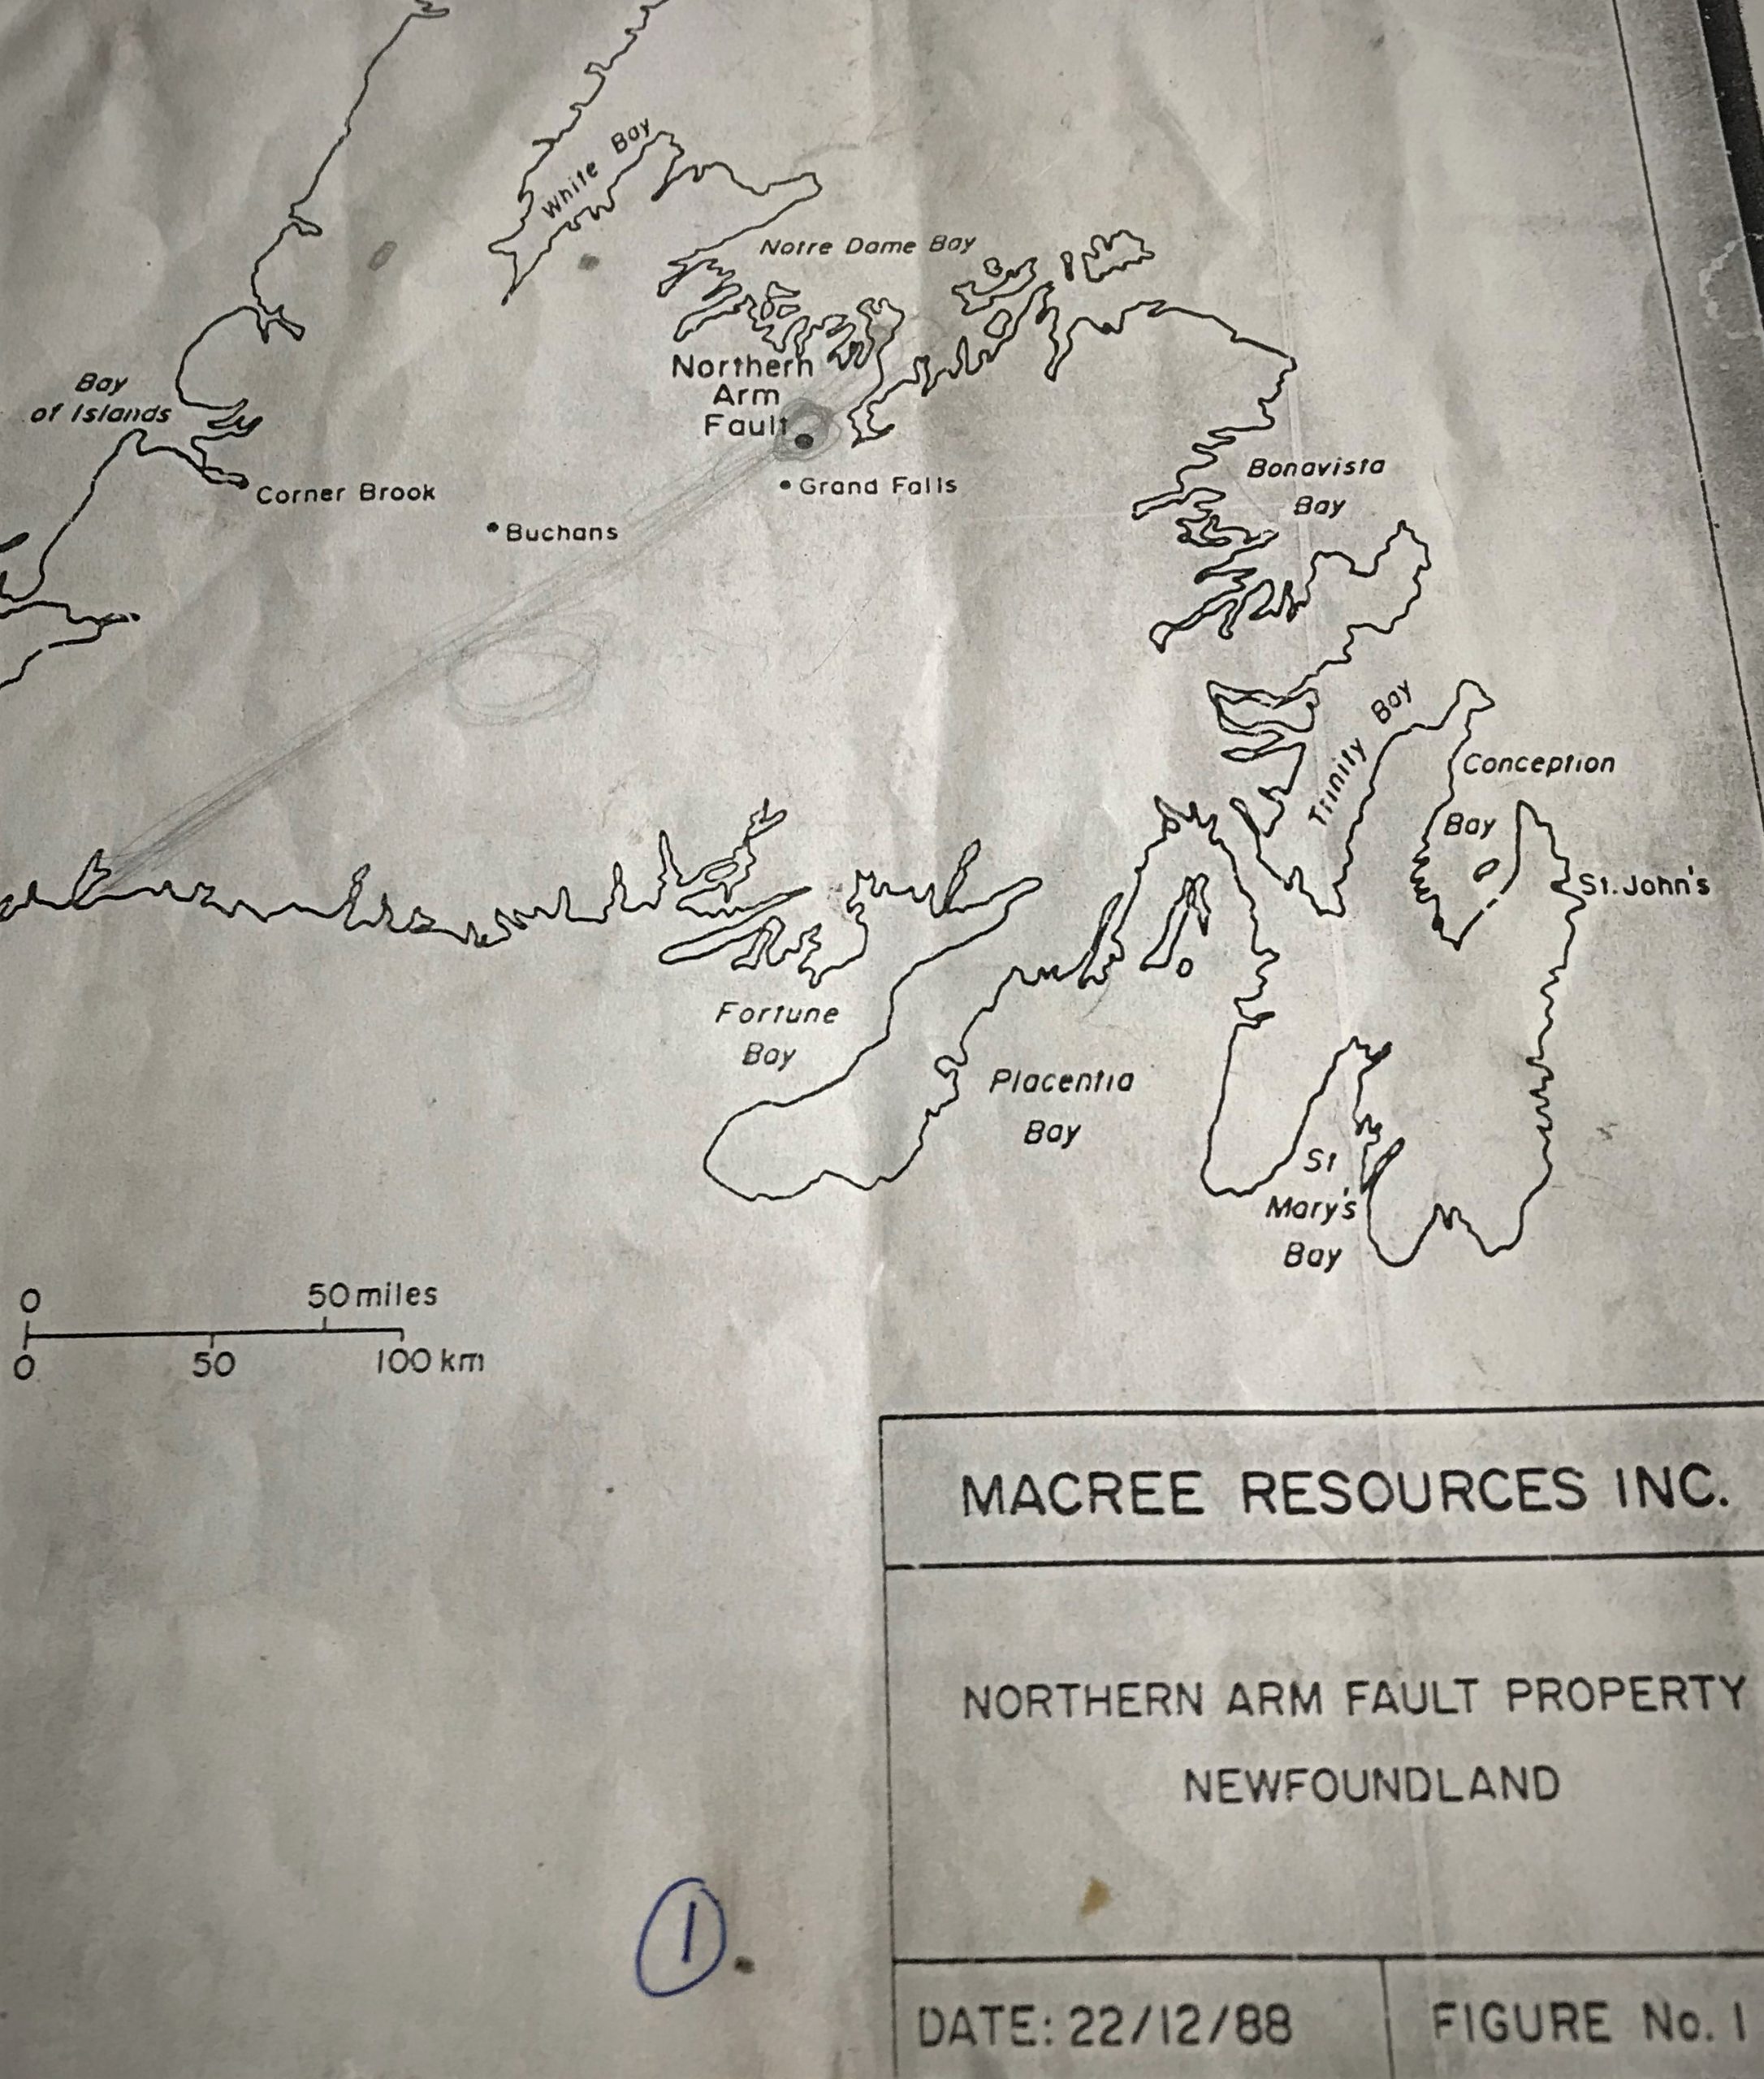 White Bay
Notre Dame Bay
Northern
Arm
Fault
Bay
of Islands
Corner Brook
Grand Falls
Buchans
Bonavista
Bay
Trinity Bay
Conception
Bay
St. John's
Fortune
Bay
Placentia
Bay
St
Mary's
Bay
0 50 miles
0 50 100 km
MACREE RESOURCES INC.
NORTHERN ARM FAULT PROPERTY
NEWFOUNDLAND
1
DATE: 22/12/88 FIGURE No. 1